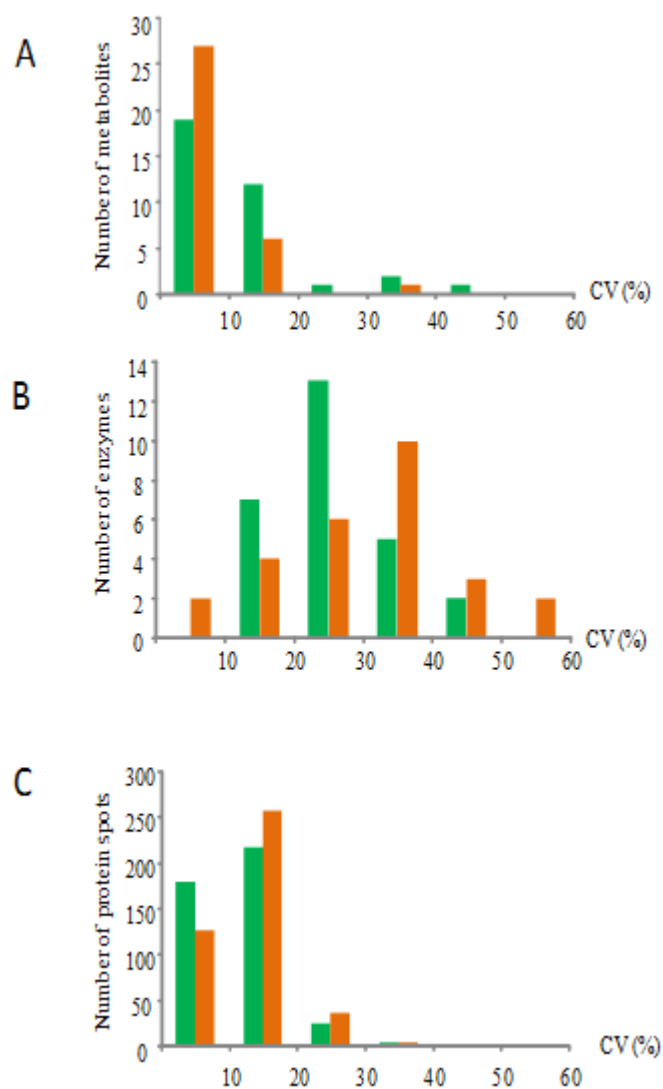 A
Number of metabolites
30
25
20
15
10
5
0
10 20 30 40 50 60
CV (%)
B
Number of enzymes
14
12
10
8
6
4
2
0
10 20 30 40 50 60
CV (%)
C
Number of protein spots
300
250
200
150
100
50
0
10 20 30 40 50 60
CV (%)